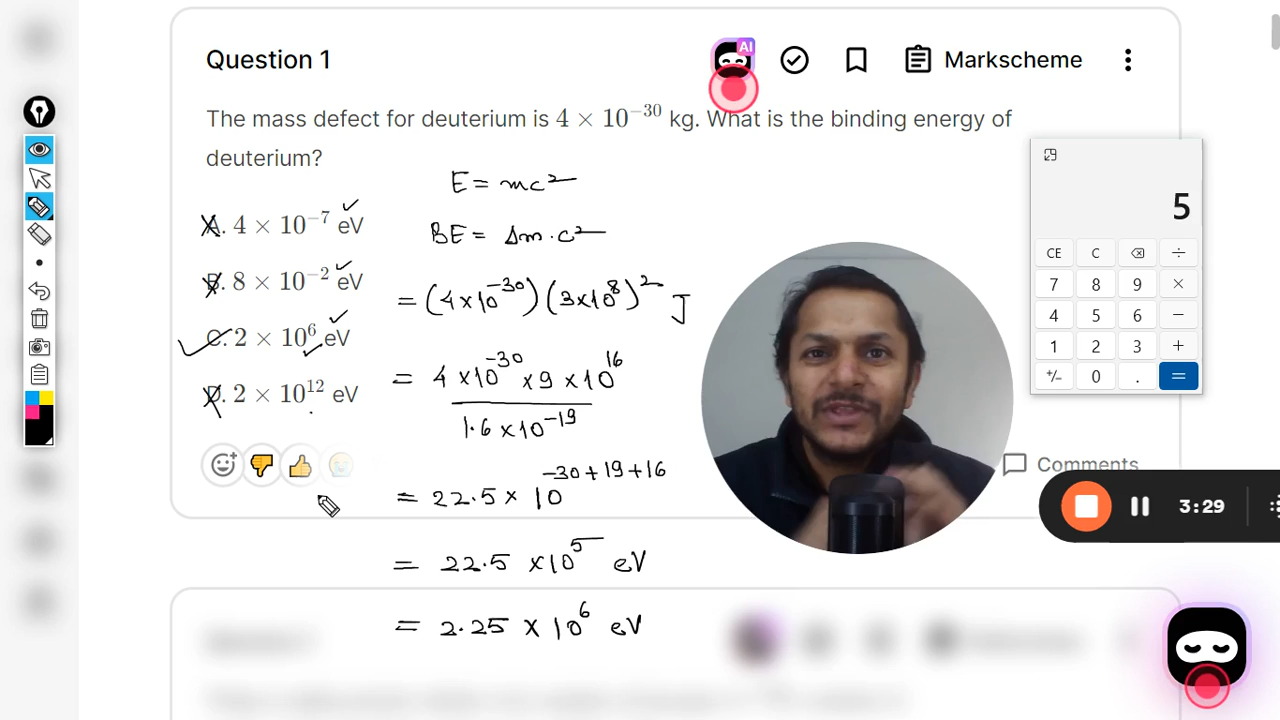 Question 1
AI
Markscheme
The mass defect for deuterium is 4 × 10⁻³⁰ kg. What is the binding energy of
deuterium?
A. 4 × 10⁻⁷ eV
B. 8 × 10⁻² eV
C. 2 × 10⁶ eV
D. 2 × 10¹² eV
E = mc²
BE = Δm · c²
= (4×10⁻³⁰) (3×10⁸)² J
= 4 ×10⁻³⁰ × 9 × 10¹⁶
1.6 × 10⁻¹⁹
= 22.5 × 10⁻³⁰⁺¹⁹⁺¹⁶
= 22.5 × 10⁵ eV
= 2.25 × 10⁶ eV
5
CE C ÷
7 8 9 ×
4 5 6 −
1 2 3 +
+/− 0 . =
Comments
3:29